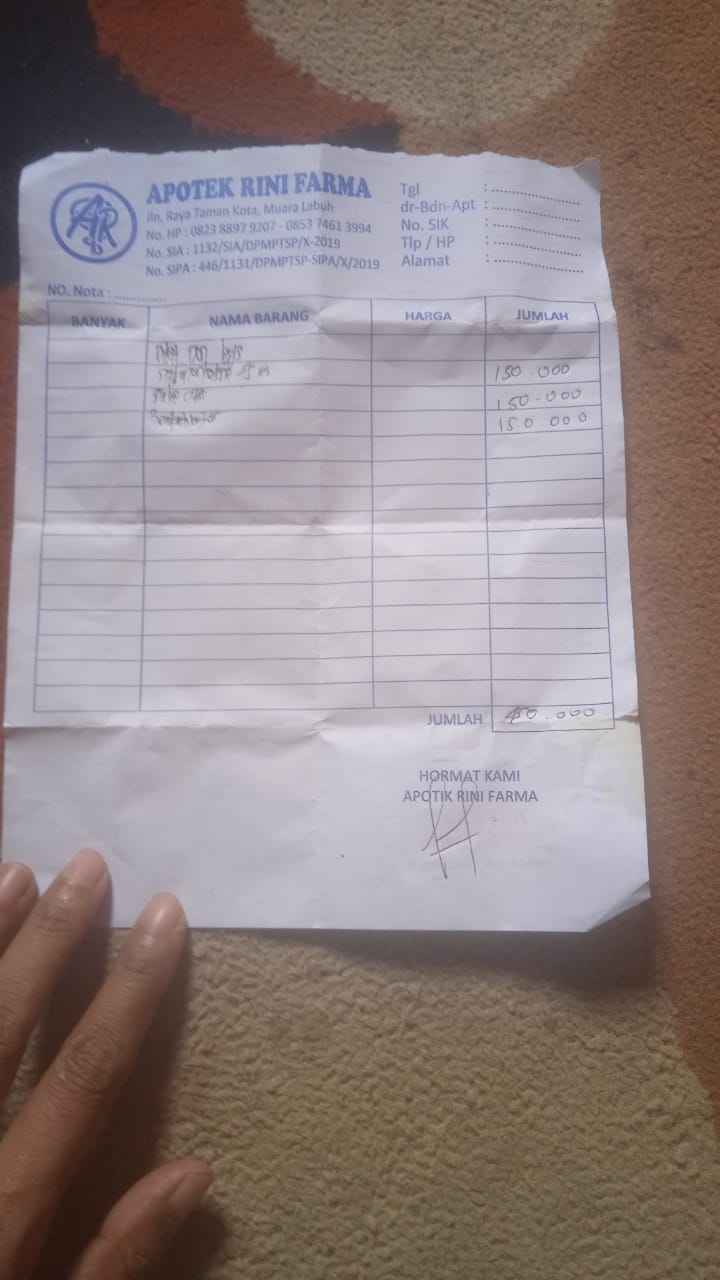 APOTEK RINI FARMA
Jln. Raya Taman Kota, Muara Labuh
No. HP : 0823 8897 9207 - 0853 7461 3994
No. SIA : 1132/SIA/DPMPTSP/X-2019
No. SIPA : 446/1131/DPMPTSP-SIPA/X/2019
Tgl : ....................
dr-Bdn-Apt : ....................
No. SIK : ....................
Tlp / HP : ....................
Alamat : ....................
NO. Nota : .............
BANYAK NAMA BARANG HARGA JUMLAH
150.000
150.000
150 000
JUMLAH 450.000
HORMAT KAMI
APOTIK RINI FARMA